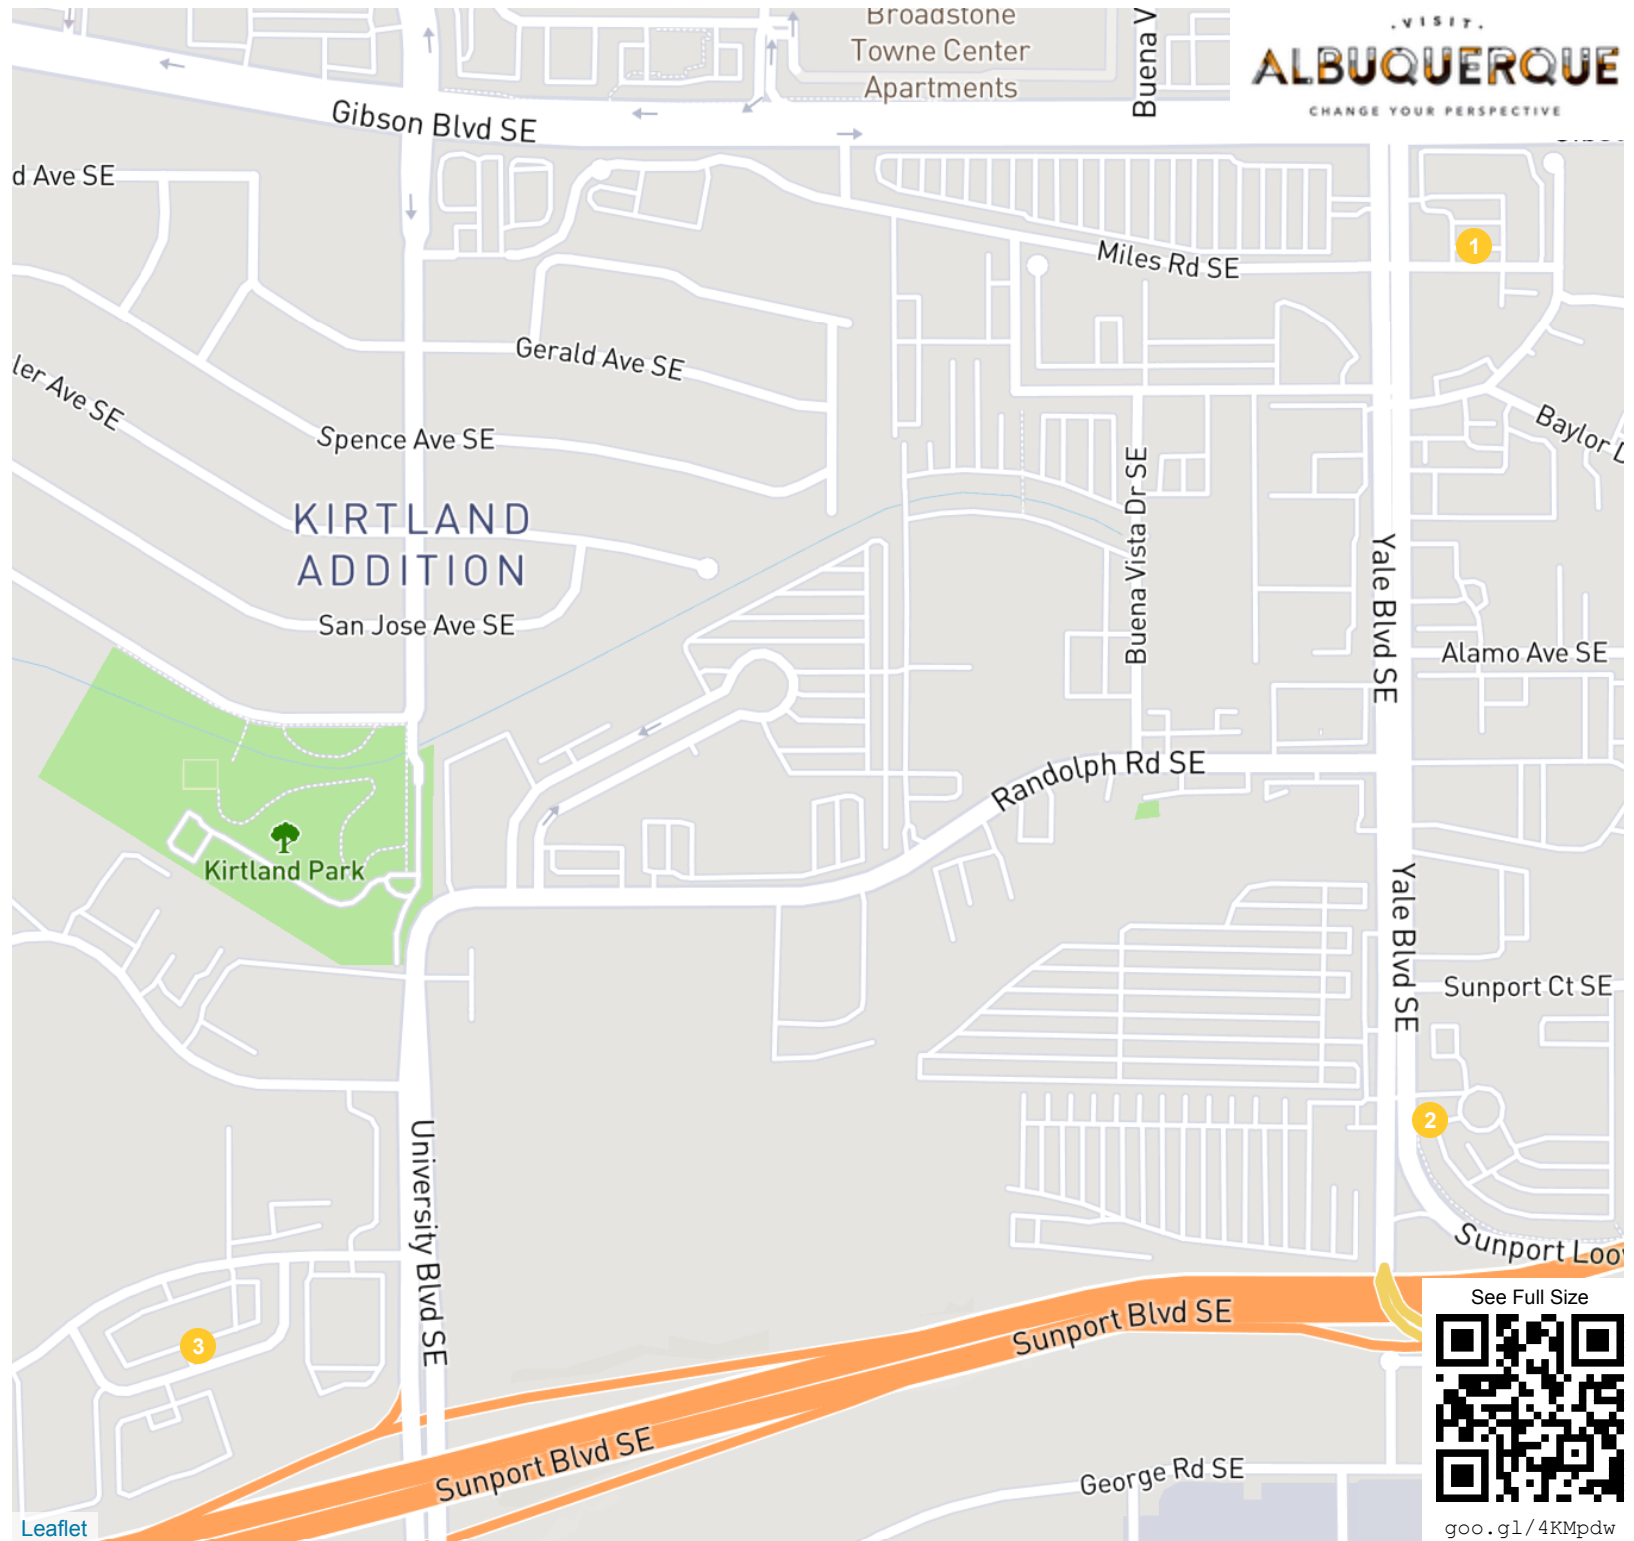 Broadstone
Towne Center
Apartments
Buena V
.VISIT.
ALBUQUERQUE
CHANGE YOUR PERSPECTIVE
Gibson Blvd SE
d Ave SE
1
Miles Rd SE
Gerald Ave SE
ler Ave SE
Spence Ave SE
Baylor D
KIRTLAND
ADDITION
Buena Vista Dr SE
Yale Blvd SE
San Jose Ave SE
Alamo Ave SE
Randolph Rd SE
Kirtland Park
Yale Blvd SE
Sunport Ct SE
2
University Blvd SE
Sunport Loo
See Full Size
Sunport Blvd SE
3
Sunport Blvd SE
George Rd SE
Leaflet
goo.gl/4KMpdw